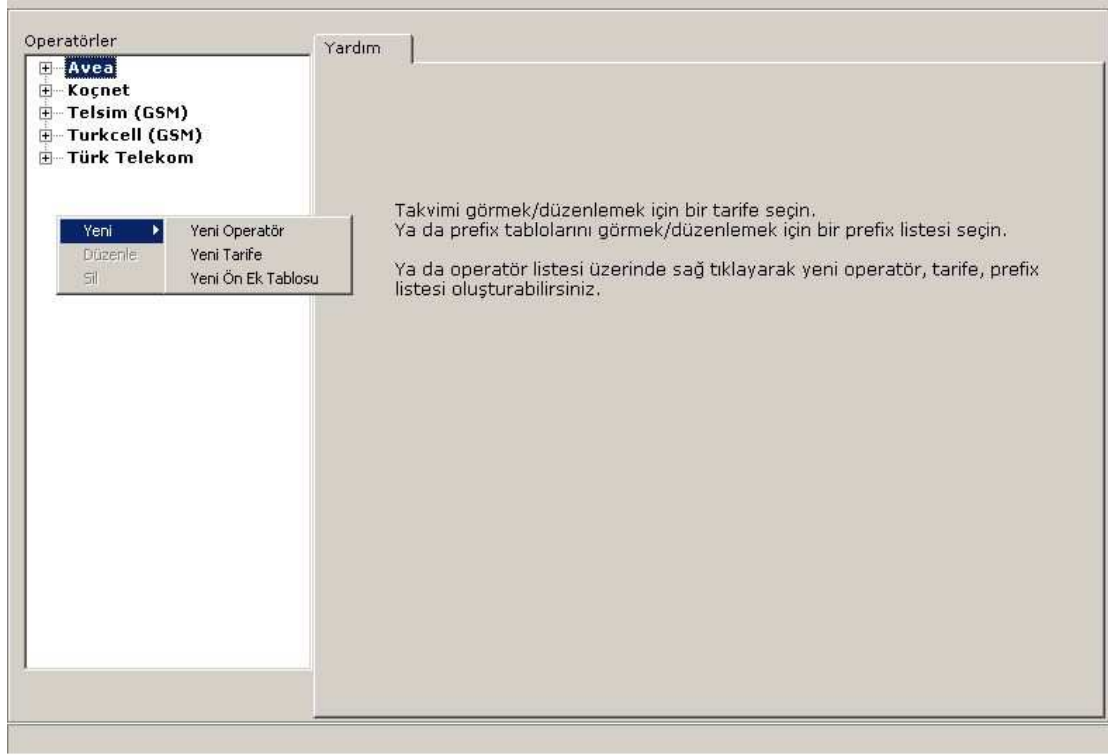 Operatörler
Avea
Koçnet
Telsim (GSM)
Turkcell (GSM)
Türk Telekom
Yeni
Düzenle
Sil
Yeni Operatör
Yeni Tarife
Yeni Ön Ek Tablosu
Yardım
Takvimi görmek/düzenlemek için bir tarife seçin.
Ya da prefix tablolarını görmek/düzenlemek için bir prefix listesi seçin.
Ya da operatör listesi üzerinde sağ tıklayarak yeni operatör, tarife, prefix
listesi oluşturabilirsiniz.